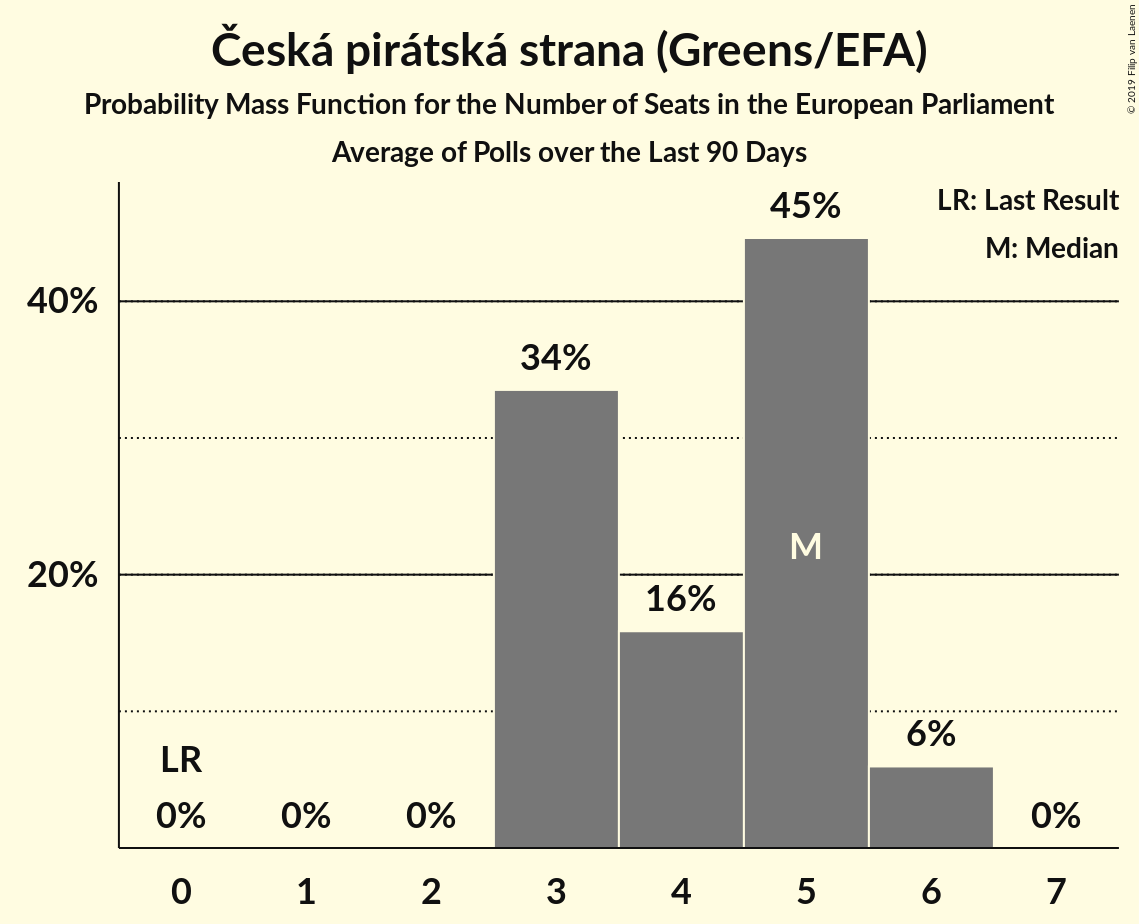 Česká pirátská strana (Greens/EFA)
Probability Mass Function for the Number of Seats in the European Parliament
Average of Polls over the Last 90 Days
© 2019 Filip van Laenen
LR: Last Result
M: Median
45%
40%
34%
M
20%
16%
6%
LR
0% 0% 0% 0%
0 1 2 3 4 5 6 7